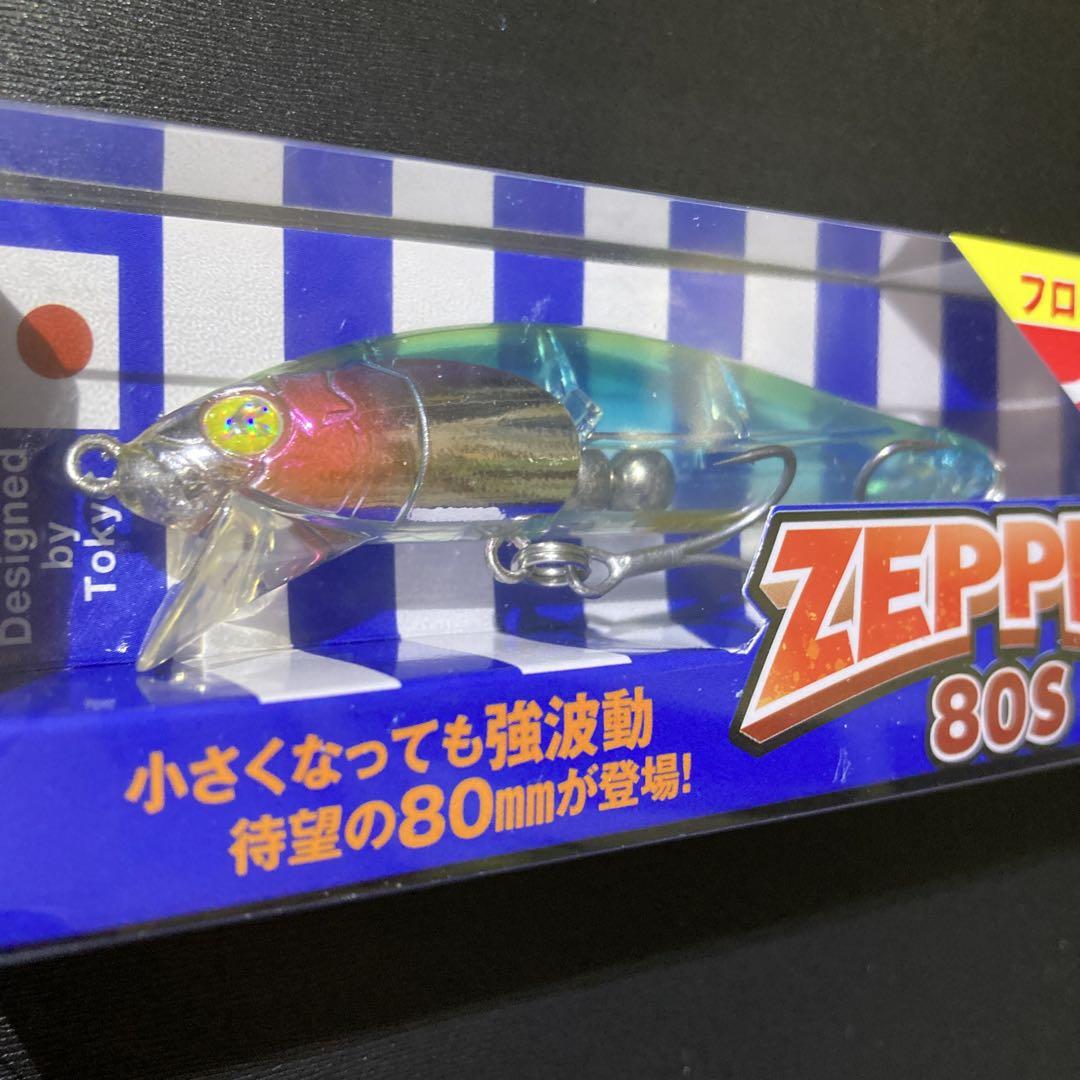 フロ
Designed
by
Toky
ZEPP
80S
小さくなっても強波動
待望の80mmが登場!